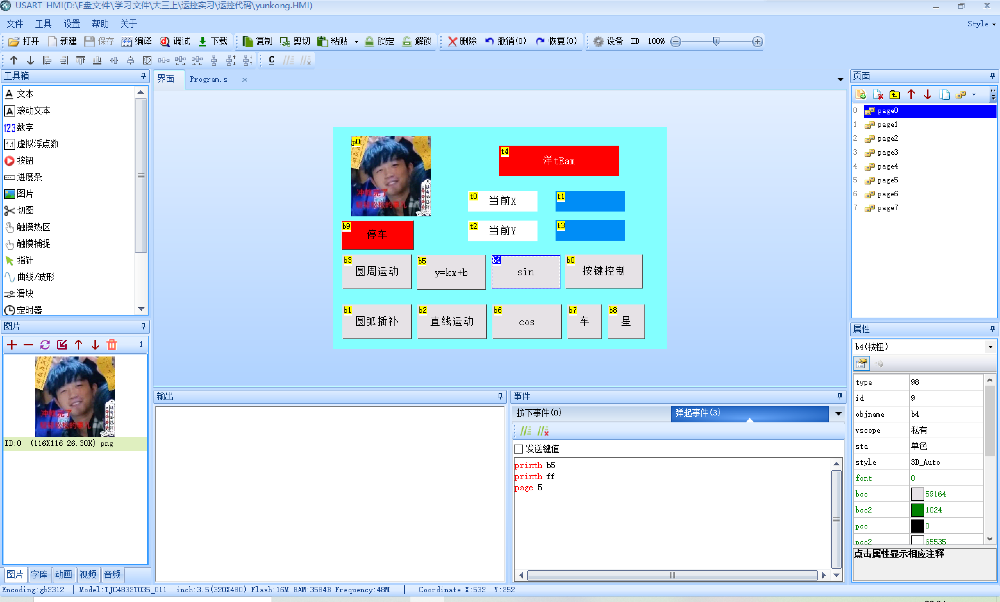 USART HMI(D:\E盘文件\学习文件\大三上\运控实习\运控代码\yunkong.HMI)
文件 工具 设置 帮助 关于 Style
打开 新建 保存 编译 调试 下载 复制 剪切 粘贴 锁定 解锁 删除 撤销(0) 恢复(0) 设备 ID 100%
工具箱
A 文本
A 滚动文本
123 数字
1.1 虚拟浮点数
按钮
进度条
图片
切图
触摸热区
触摸捕捉
指针
曲线/波形
滑块
定时器
图片
1
冲就完了
ID:0 (116X116 26.30K) png
图片 字库 动画 视频 音频
界面 Program.s
p0
冲就完了
t4 洋tEam
t0 当前X t1
t2 当前Y t3
b9 停车
b3 圆周运动 b5 y=kx+b b4 sin b0 按键控制
b1 圆弧插补 b2 直线运动 b6 cos b7 车 b8 星
输出
事件
按下事件(0) 弹起事件(3)
发送键值
printh b5
printh ff
page 5
页面
0 page0
1 page1
2 page2
3 page3
4 page4
5 page5
6 page6
7 page7
属性
b4(按钮)
type 98
id 9
objname b4
vscope 私有
sta 单色
style 3D_Auto
font 0
bco 59164
bco2 1024
pco 0
pco2 65535
点击属性显示相应注释
Encoding:gb2312 | Model:TJC4832T035_011 inch:3.5(320X480) Flash:16M RAM:3584B Frequency:48M | Coordinate X:532 Y:252